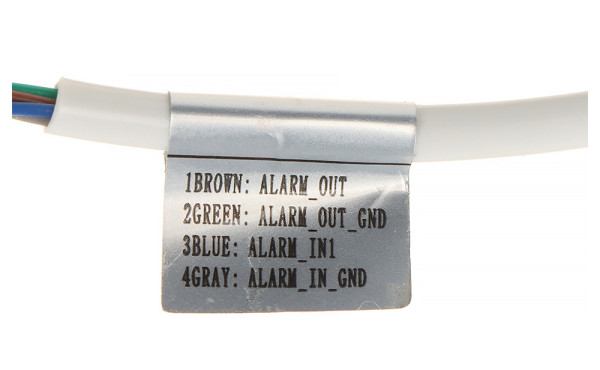 1BROWN: ALARM_OUT
2GREEN: ALARM_OUT_GND
3BLUE: ALARM_IN1
4GRAY: ALARM_IN_GND